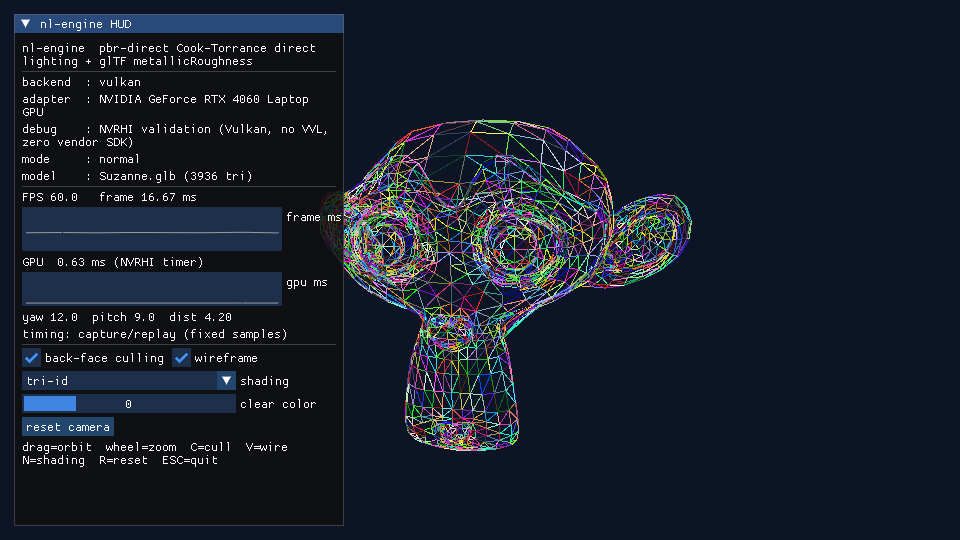 nl-engine HUD
nl-engine pbr-direct Cook-Torrance direct
lighting + glTF metallicRoughness
backend : vulkan
adapter : NVIDIA GeForce RTX 4060 Laptop
GPU
debug : NVRHI validation (Vulkan, no VVL,
zero vendor SDK)
mode : normal
model : Suzanne.glb (3936 tri)
FPS 60.0 frame 16.67 ms
frame ms
GPU 0.63 ms (NVRHI timer)
gpu ms
yaw 12.0 pitch 9.0 dist 4.20
timing: capture/replay (fixed samples)
back-face culling wireframe
tri-id shading
0 clear color
reset camera
drag=orbit wheel=zoom C=cull V=wire
N=shading R=reset ESC=quit